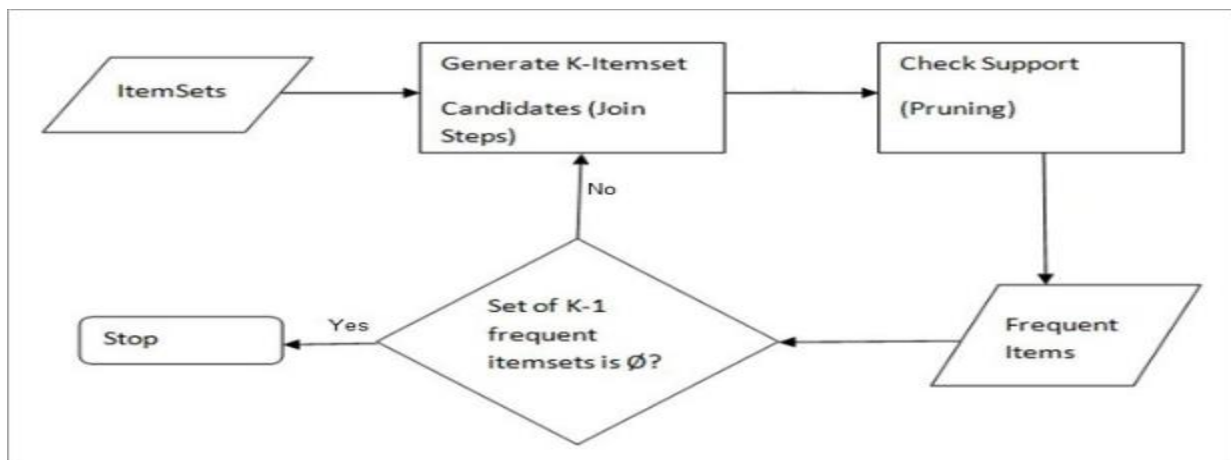 ItemSets
Generate K-Itemset
Candidates (Join
Steps)
Check Support
(Pruning)
No
Set of K-1
frequent
itemsets is Ø?
Yes
Stop
Frequent
Items